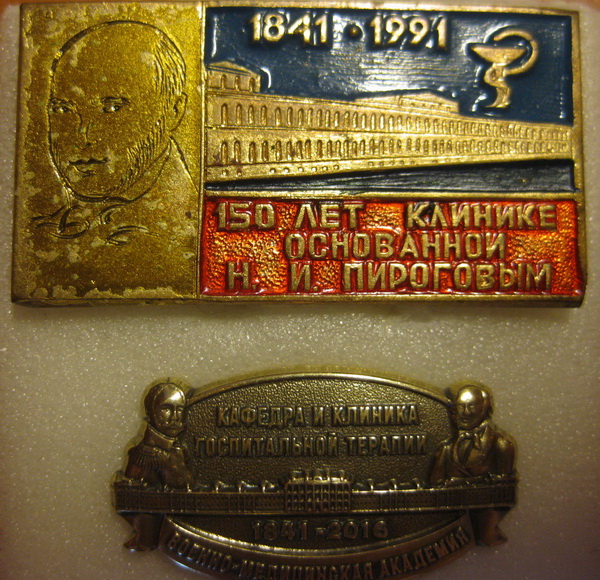 1841 • 1991
150 ЛЕТ КЛИНИКЕ
ОСНОВАННОЙ
Н. И. ПИРОГОВЫМ
КАФЕДРА И КЛИНИКА
ГОСПИТАЛЬНОЙ ТЕРАПИИ
1841-2016
ВОЕННО-МЕДИЦИНСКАЯ АКАДЕМИЯ